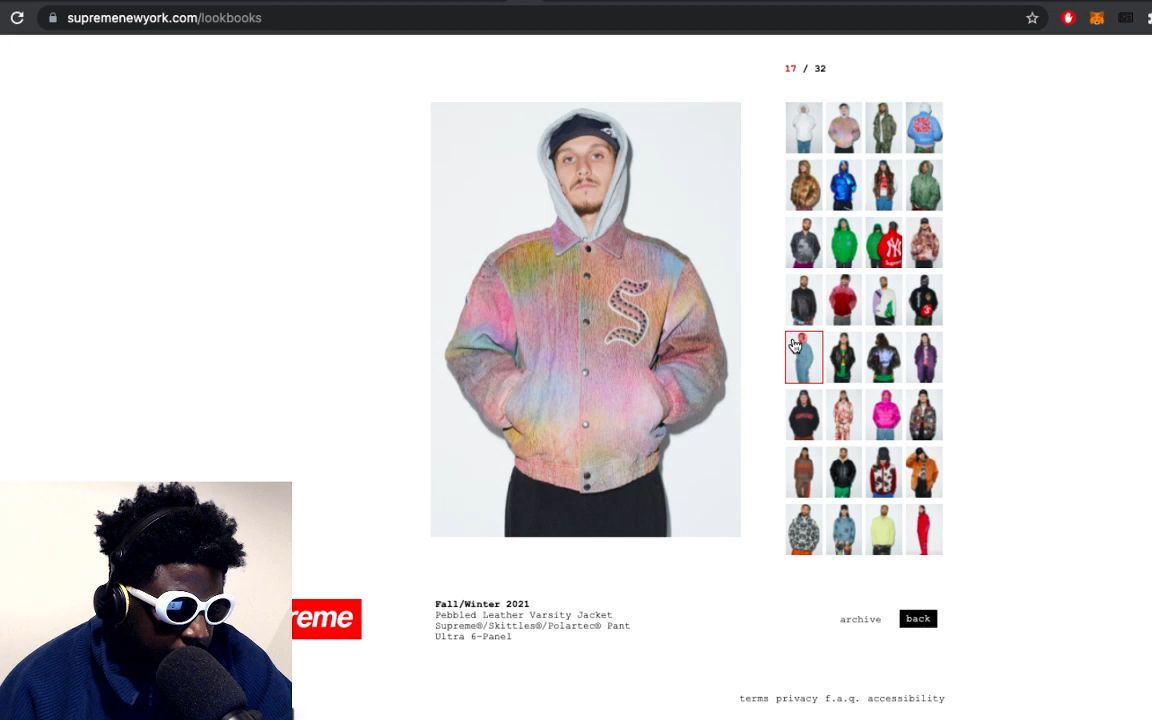 supremenewyork.com/lookbooks
17 / 32
S
NY
reme
Fall/Winter 2021
Pebbled Leather Varsity Jacket
Supreme®/Skittles®/Polartec® Pant
Ultra 6-Panel
archive
back
terms privacy f.a.q. accessibility